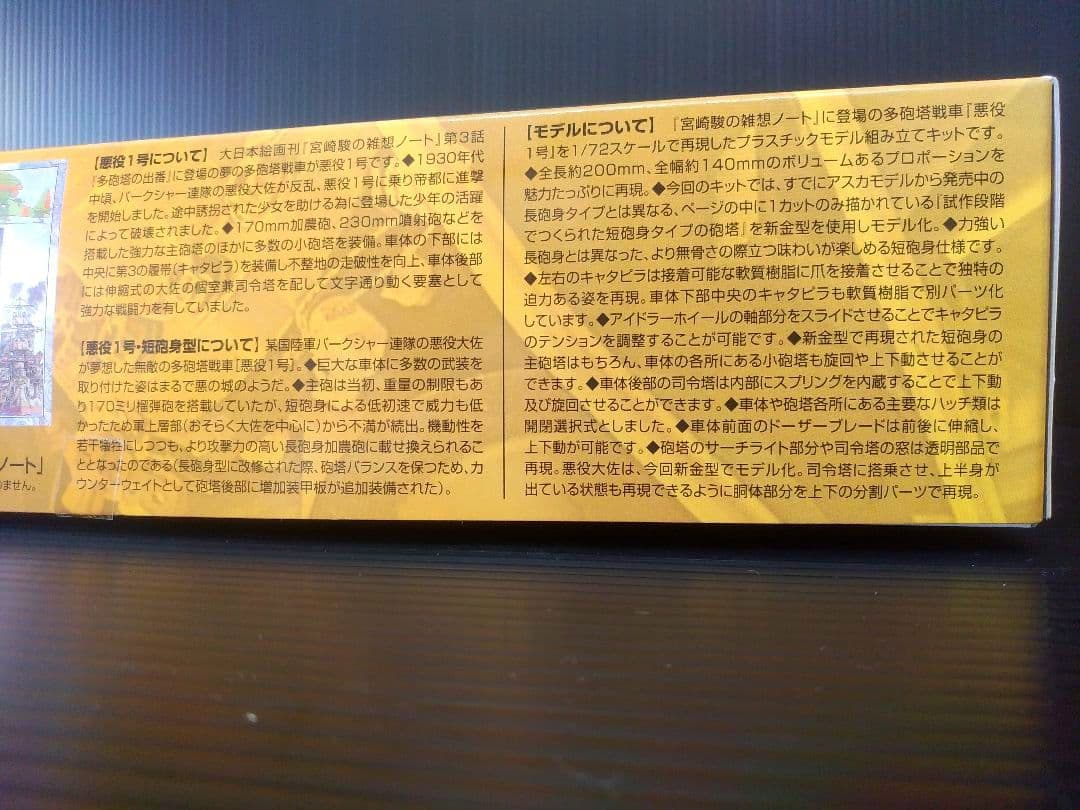 【悪役1号について】 大日本絵画刊『宮崎駿の雑想ノート』第3話
『多砲塔の出番』に登場の夢の多砲塔戦車が悪役1号です。◆1930年代
中頃、バークシャー連隊の悪役大佐が反乱、悪役1号に乗り帝都に進撃
を開始しました。途中誘拐された少女を助ける為に登場した少年の活躍
によって破壊されました。◆170mm加農砲、230mm噴射砲などを
搭載した強力な主砲塔のほかに多数の小砲塔を装備。車体の下部には
中央に第3の履帯(キャタピラ)を装備し不整地の走破性を向上、車体後部
には伸縮式の大佐の個室兼司令塔を配して文字通り動く要塞として
強力な戦闘力を有していました。
【悪役1号・短砲身型について】某国陸軍バークシャー連隊の悪役大佐
が夢想した無敵の多砲塔戦車『悪役1号』。◆巨大な車体に多数の武装を
取り付けた姿はまるで悪の城のようだ。◆主砲は当初、重量の制限もあ
り170ミリ榴弾砲を搭載していたが、短砲身による低初速で威力も低
かったため軍上層部(おそらく大佐を中心に)から不満が続出。機動性を
若干犠牲にしつつも、より攻撃力の高い長砲身加農砲に載せ換えられるこ
ととなったのである(長砲身型に改修された際、砲塔バランスを保つため、カ
ウンターウェイトとして砲塔後部に増加装甲板が追加装備された)。
【モデルについて】 『宮崎駿の雑想ノート』に登場の多砲塔戦車『悪役
1号』を1/72スケールで再現したプラスチックモデル組み立てキットです。
◆全長約200mm、全幅約140mmのボリュームあるプロポーションを
魅力たっぷりに再現。◆今回のキットでは、すでにアスカモデルから発売中の
長砲身タイプとは異なる、ページの中に1カットのみ描かれている『試作段階
でつくられた短砲身タイプの砲塔』を新金型を使用しモデル化。◆力強い
長砲身とは異なった、より無骨さの際立つ味わいが楽しめる短砲身仕様です。
◆左右のキャタピラは接着可能な軟質樹脂に爪を接着させることで独特の
迫力ある姿を再現。車体下部中央のキャタピラも軟質樹脂で別パーツ化
しています。◆アイドラーホイールの軸部分をスライドさせることでキャタピラ
のテンションを調整することが可能です。◆新金型で再現された短砲身の
主砲塔はもちろん、車体の各所にある小砲塔も旋回や上下動させることが
できます。◆車体後部の司令塔は内部にスプリングを内蔵することで上下動
及び旋回させることができます。◆車体や砲塔各所にある主要なハッチ類は
開閉選択式としました。◆車体前面のドーザーブレードは前後に伸縮し、
上下動が可能です。◆砲塔のサーチライト部分や司令塔の窓は透明部品で
再現。悪役大佐は、今回新金型でモデル化。司令塔に搭乗させ、上半身が
出ている状態も再現できるように胴体部分を上下の分割パーツで再現。
ノート」
りません。